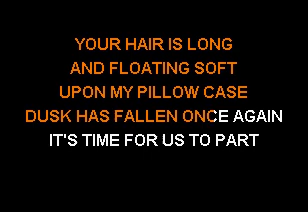 YOUR HAIR IS LONG
AND FLOATING SOFT
UPON MY PILLOW CASE
DUSK HAS FALLEN ONCE AGAIN
IT'S TIME FOR US TO PART